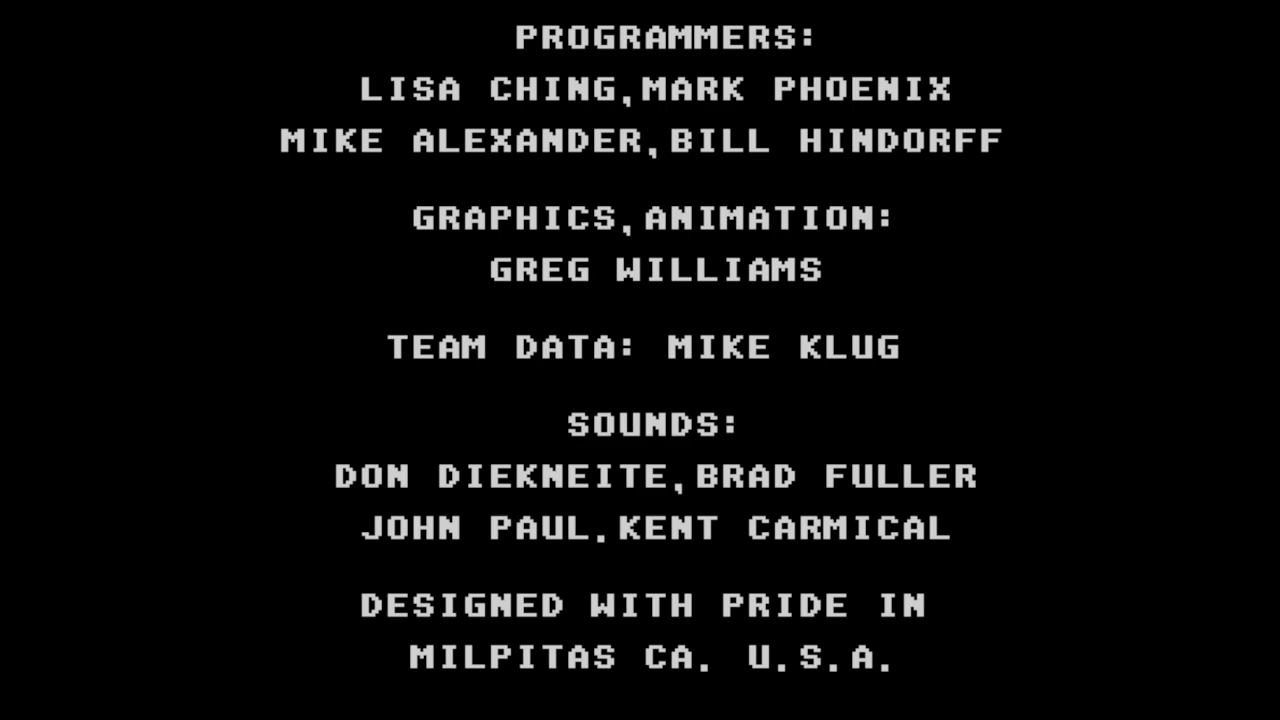 PROGRAMMERS:
LISA CHING,MARK PHOENIX
MIKE ALEXANDER,BILL HINDORFF
GRAPHICS,ANIMATION:
GREG WILLIAMS
TEAM DATA: MIKE KLUG
SOUNDS:
DON DIEKNEITE,BRAD FULLER
JOHN PAUL.KENT CARMICAL
DESIGNED WITH PRIDE IN
MILPITAS CA. U.S.A.